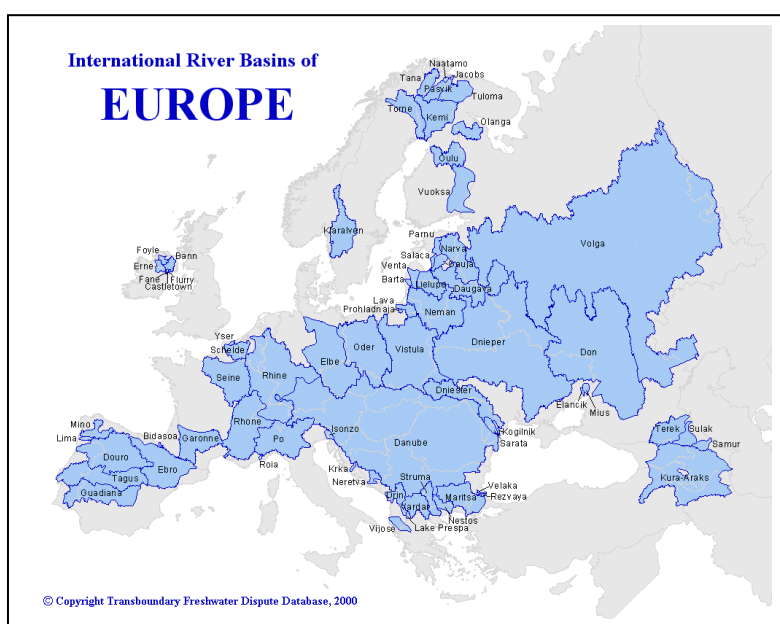 International River Basins of
EUROPE
Naatamo
Tana
Jacobs
Pasvik
Tuloma
Torne
Kemi
Olanga
Oulu
Vuoksa
Klaralven
Volga
Parnu
Narva
Salaca
Gauja
Venta
Barta
Lielupe
Daugava
Lava
Prohladnaja
Neman
Foyle
Bann
Erne
Fane
Flurry
Castletown
Yser
Schelde
Seine
Rhine
Elbe
Oder
Vistula
Dnieper
Don
Dniester
Elancik
Mius
Kogilnik
Sarata
Mino
Lima
Bidasoa
Garonne
Rhone
Po
Isonzo
Danube
Terek
Sulak
Samur
Kura-Araks
Douro
Tagus
Ebro
Guadiana
Roia
Krka
Neretva
Struma
Drin
Vardar
Maritsa
Velaka
Rezvaya
Nestos
Lake Prespa
Vijose
© Copyright Transboundary Freshwater Dispute Database, 2000